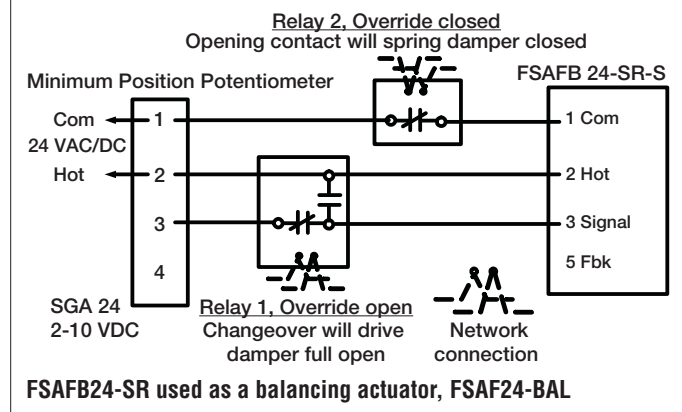 Relay 2, Override closed
Opening contact will spring damper closed
Minimum Position Potentiometer
FSAFB 24-SR-S
Com
1
1 Com
24 VAC/DC
Hot
2
2 Hot
3
3 Signal
4
5 Fbk
SGA 24
2-10 VDC
Relay 1, Override open
Changeover will drive
damper full open
Network
connection
FSAFB24-SR used as a balancing actuator, FSAF24-BAL